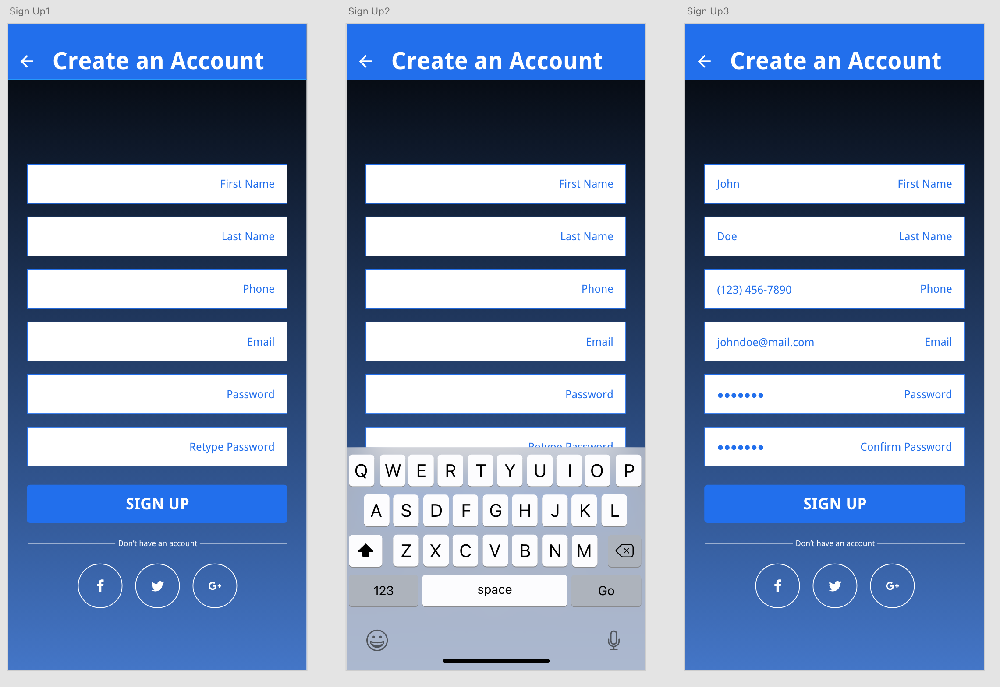 Sign Up1
Create an Account
First Name
Last Name
Phone
Email
Password
Retype Password
SIGN UP
Don’t have an account
f
G+
Sign Up2
Create an Account
First Name
Last Name
Phone
Email
Password
Retype Password
Q W E R T Y U I O P
A S D F G H J K L
Z X C V B N M
123 space Go
Sign Up3
Create an Account
John First Name
Doe Last Name
(123) 456-7890 Phone
johndoe@mail.com Email
••••••• Password
••••••• Confirm Password
SIGN UP
Don’t have an account
f
G+